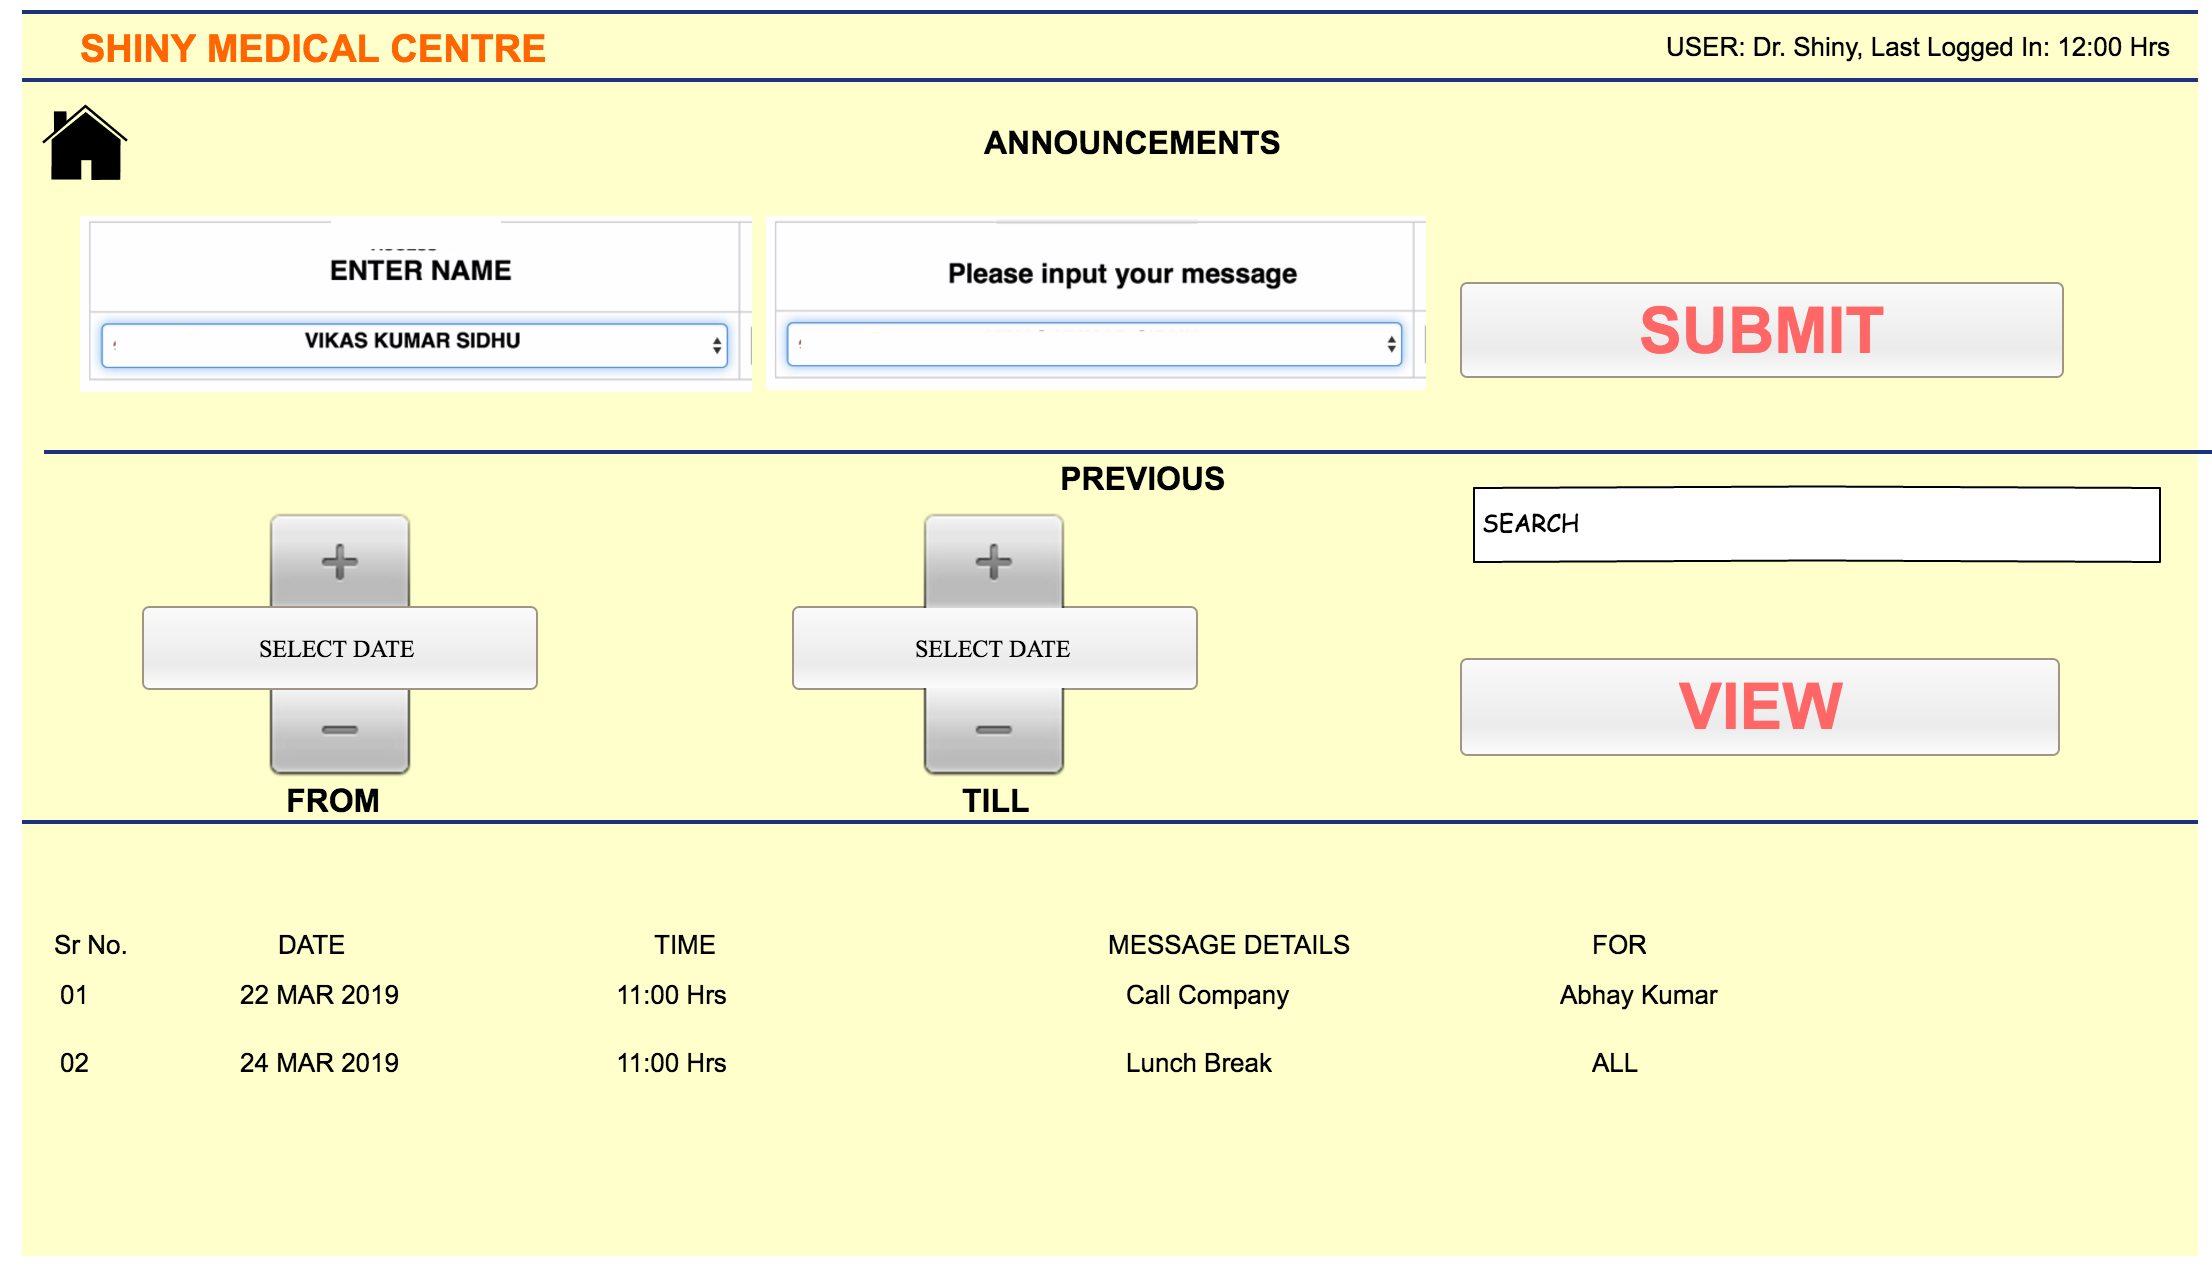 SHINY MEDICAL CENTRE
USER: Dr. Shiny, Last Logged In: 12:00 Hrs
ANNOUNCEMENTS
ENTER NAME
VIKAS KUMAR SIDHU
Please input your message
SUBMIT
PREVIOUS
SEARCH
+
SELECT DATE
−
FROM
+
SELECT DATE
−
TILL
VIEW
Sr No. DATE TIME MESSAGE DETAILS FOR
01 22 MAR 2019 11:00 Hrs Call Company Abhay Kumar
02 24 MAR 2019 11:00 Hrs Lunch Break ALL